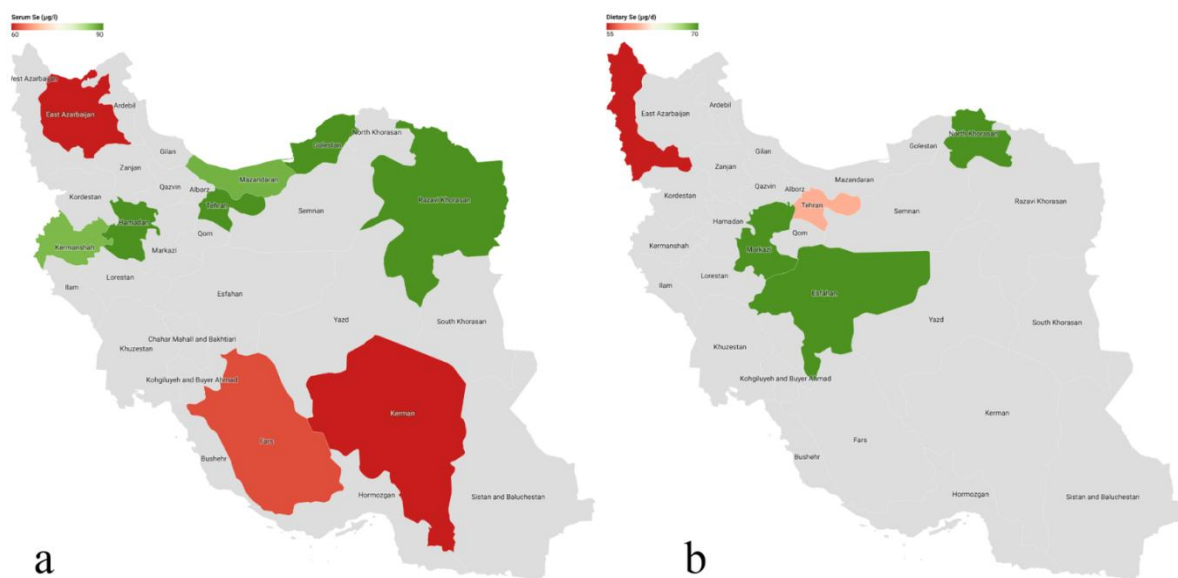 Serum Se (µg/l)
60 90
West Azarbaijan
East Azarbaijan
Ardebil
Gilan
Zanjan
Golestan
North Khorasan
Mazandaran
Qazvin
Alborz
Tehran
Kordestan
Semnan
Razavi Khorasan
Hamadan
Qom
Kermanshah
Markazi
Lorestan
Ilam
Esfahan
Yazd
South Khorasan
Chahar Mahall and Bakhtiari
Khuzestan
Kohgiluyeh and Buyer Ahmad
Kerman
Fars
Bushehr
Hormozgan
Sistan and Baluchestan
a
Dietary Se (µg/d)
55 70
East Azarbaijan
Ardebil
Gilan
Zanjan
Golestan
North Khorasan
Mazandaran
Qazvin
Alborz
Tehran
Kordestan
Semnan
Razavi Khorasan
Hamadan
Qom
Kermanshah
Markazi
Lorestan
Ilam
Esfahan
Yazd
South Khorasan
Khuzestan
Kohgiluyeh and Buyer Ahmad
Kerman
Fars
Bushehr
Hormozgan
Sistan and Baluchestan
b